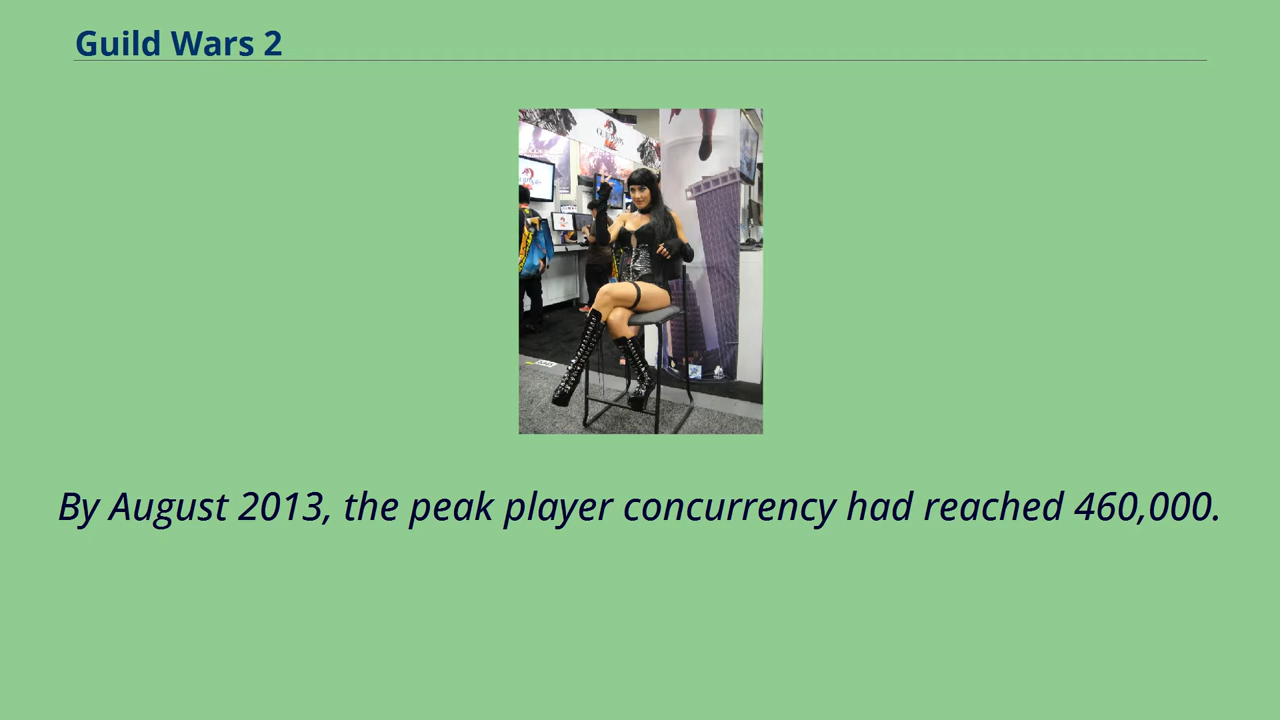 Guild Wars 2
By August 2013, the peak player concurrency had reached 460,000.